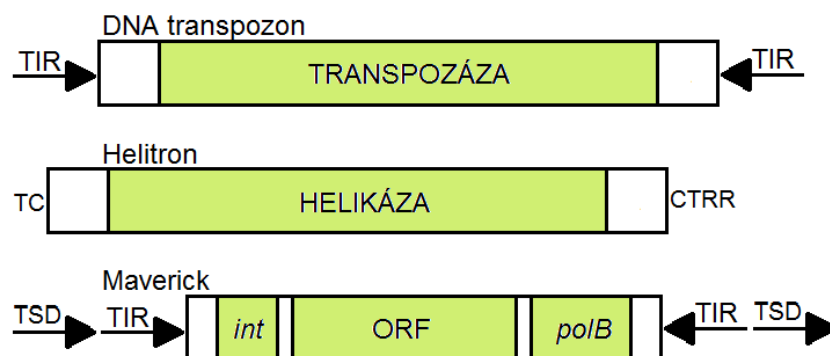 DNA transpozon
TIR TRANSPOZÁZA TIR
Helitron
TC HELIKÁZA CTRR
Maverick
TSD TIR int ORF polB TIR TSD